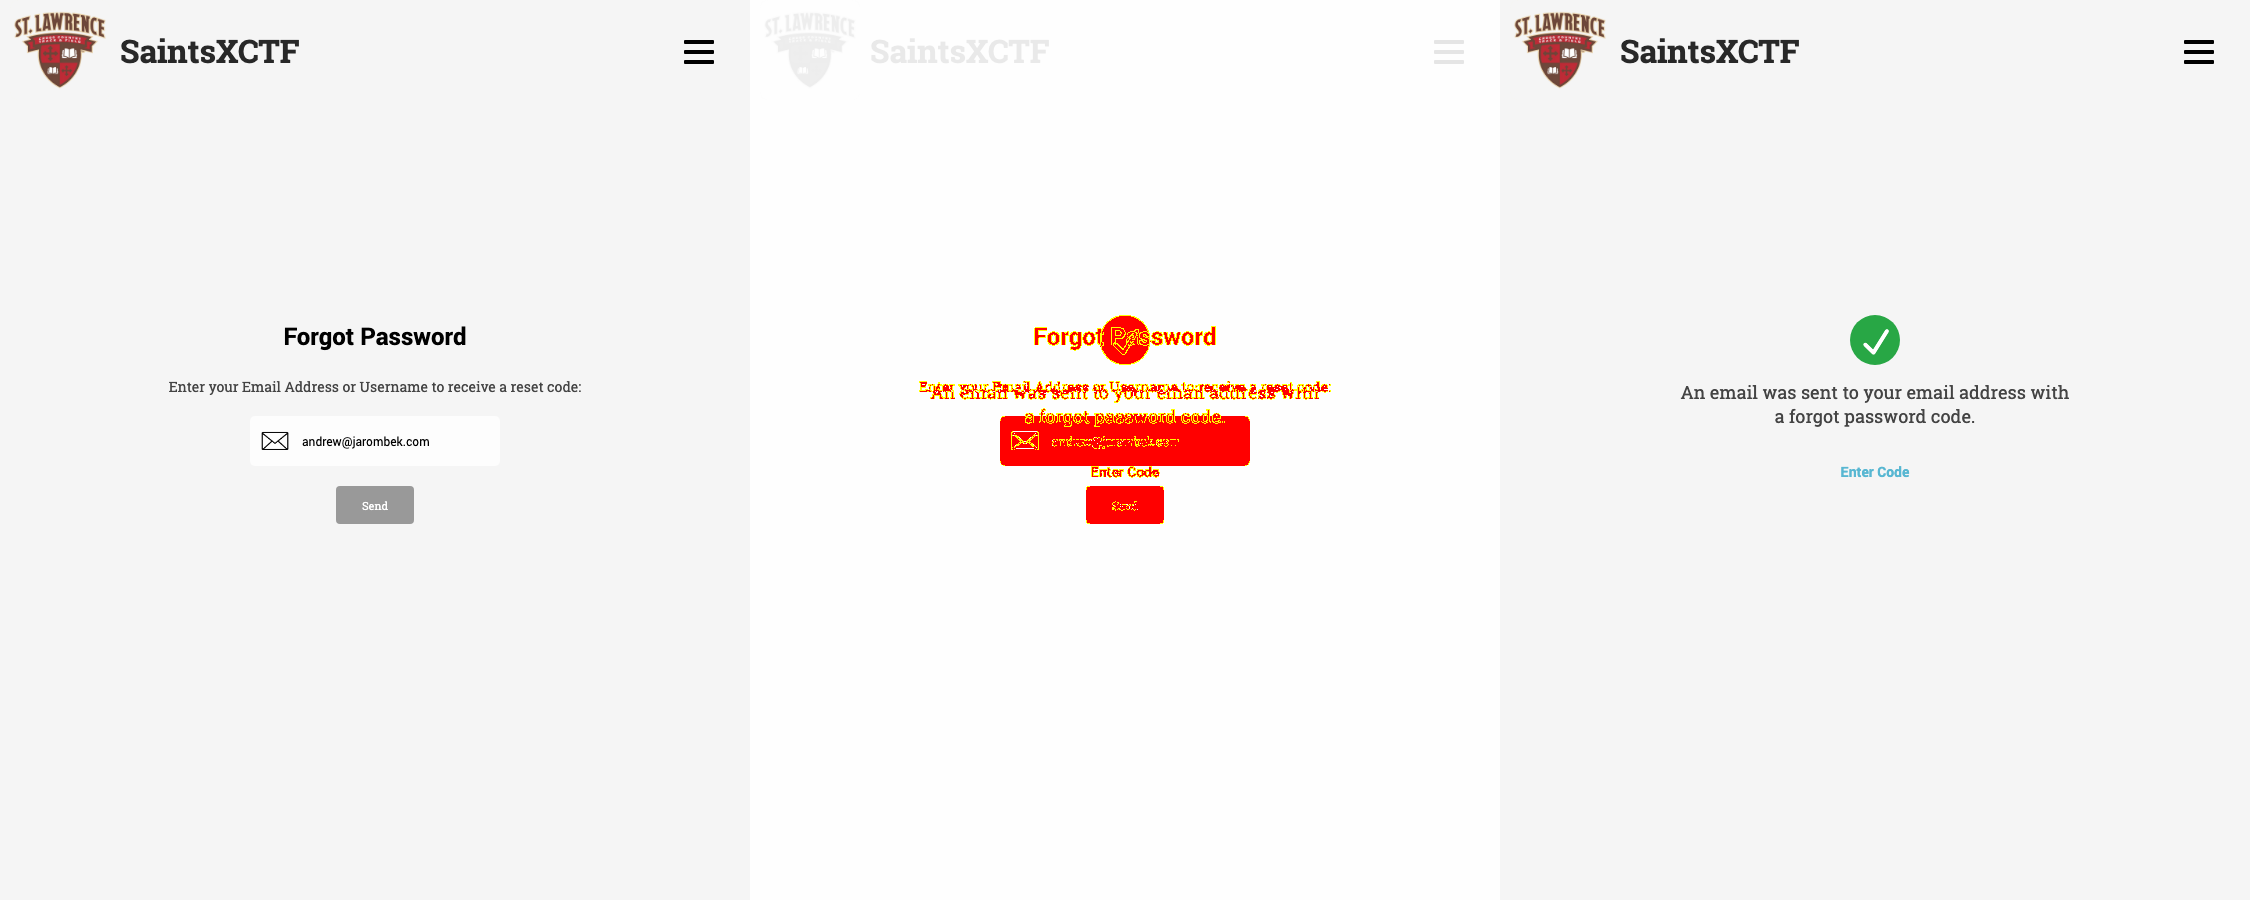 ST. LAWRENCE
SaintsXCTF
Forgot Password
Enter your Email Address or Username to receive a reset code:
andrew@jarombek.com
Send
ST. LAWRENCE
SaintsXCTF
Forgot Password
Enter your Email Address or Username to receive a reset code:
An email was sent to your email address with
a forgot password code.
andrew@jarombek.com
Enter Code
Send
ST. LAWRENCE
SaintsXCTF
An email was sent to your email address with
a forgot password code.
Enter Code